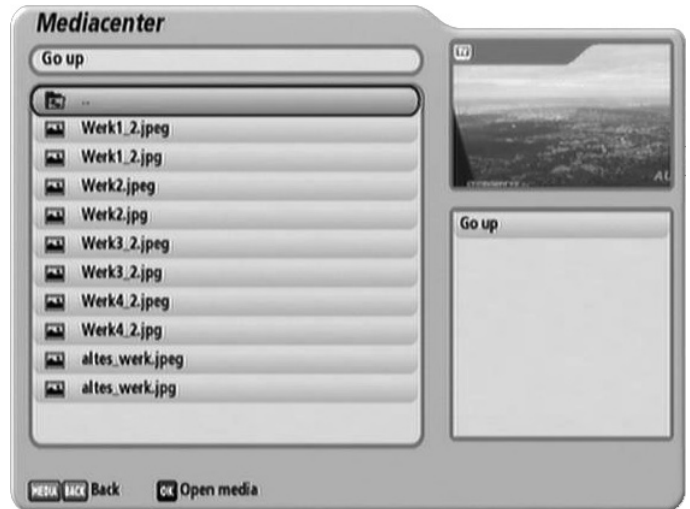 Mediacenter
Go up
..
Werk1_2.jpeg
Werk1_2.jpg
Werk2.jpeg
Werk2.jpg
Werk3_2.jpeg
Werk3_2.jpg
Werk4_2.jpeg
Werk4_2.jpg
altes_werk.jpeg
altes_werk.jpg
AU
Go up
MEDIA BACK Back OK Open media